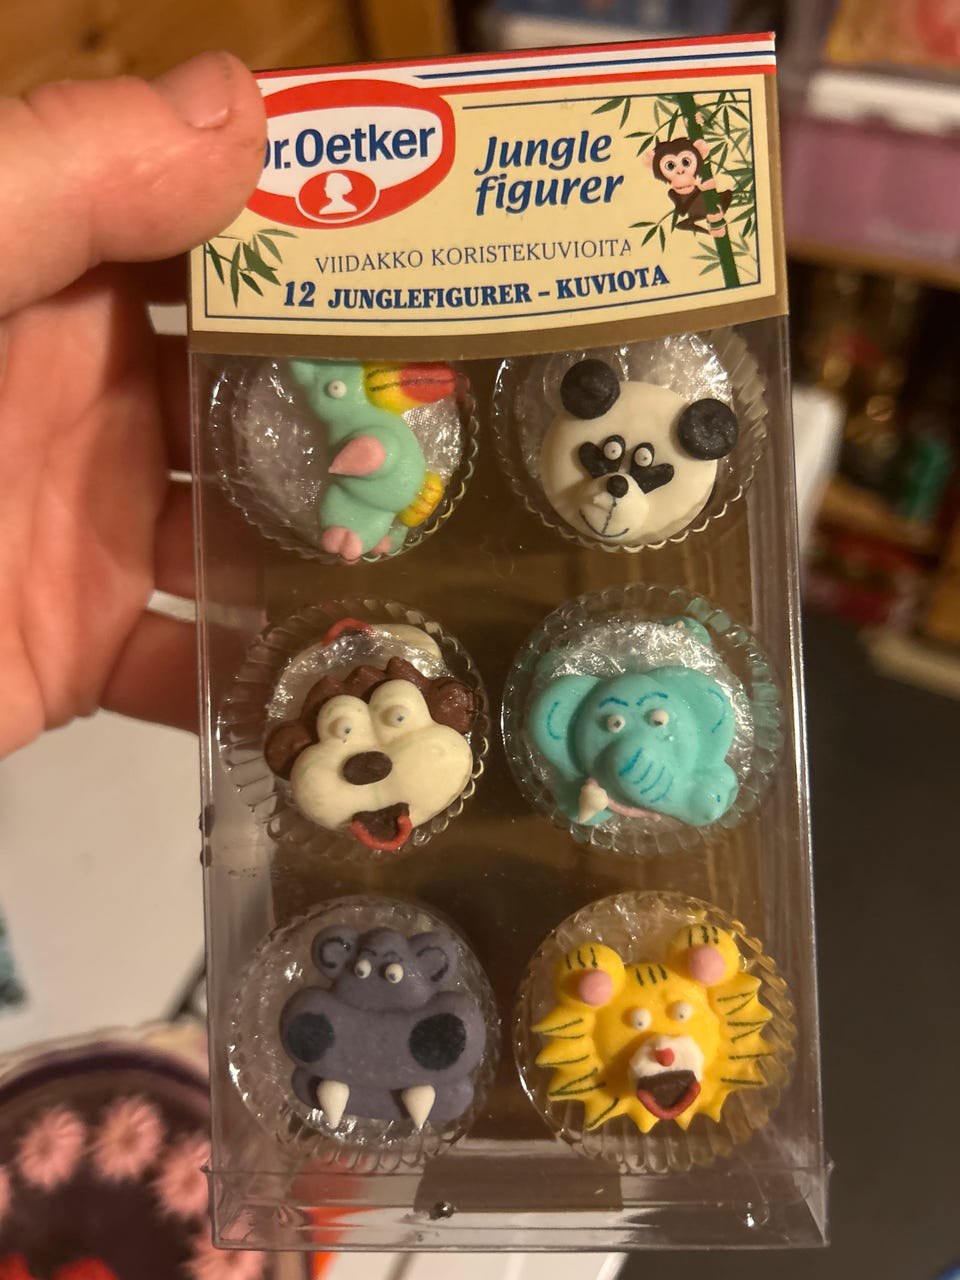 Dr.Oetker
Jungle
figurer
VIIDAKKO KORISTEKUVIOITA
12 JUNGLEFIGURER – KUVIOTA